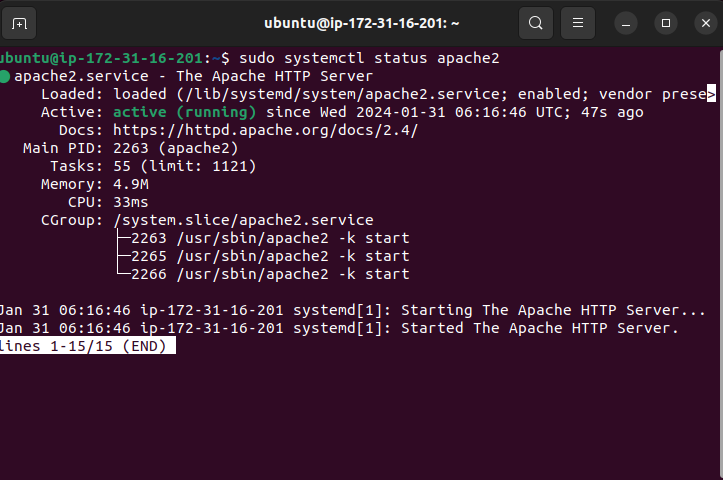 ubuntu@ip-172-31-16-201: ~
ubuntu@ip-172-31-16-201:~$ sudo systemctl status apache2
● apache2.service - The Apache HTTP Server
     Loaded: loaded (/lib/systemd/system/apache2.service; enabled; vendor prese>
     Active: active (running) since Wed 2024-01-31 06:16:46 UTC; 47s ago
       Docs: https://httpd.apache.org/docs/2.4/
   Main PID: 2263 (apache2)
      Tasks: 55 (limit: 1121)
     Memory: 4.9M
        CPU: 33ms
     CGroup: /system.slice/apache2.service
             ├─2263 /usr/sbin/apache2 -k start
             ├─2265 /usr/sbin/apache2 -k start
             └─2266 /usr/sbin/apache2 -k start

Jan 31 06:16:46 ip-172-31-16-201 systemd[1]: Starting The Apache HTTP Server...
Jan 31 06:16:46 ip-172-31-16-201 systemd[1]: Started The Apache HTTP Server.
lines 1-15/15 (END)